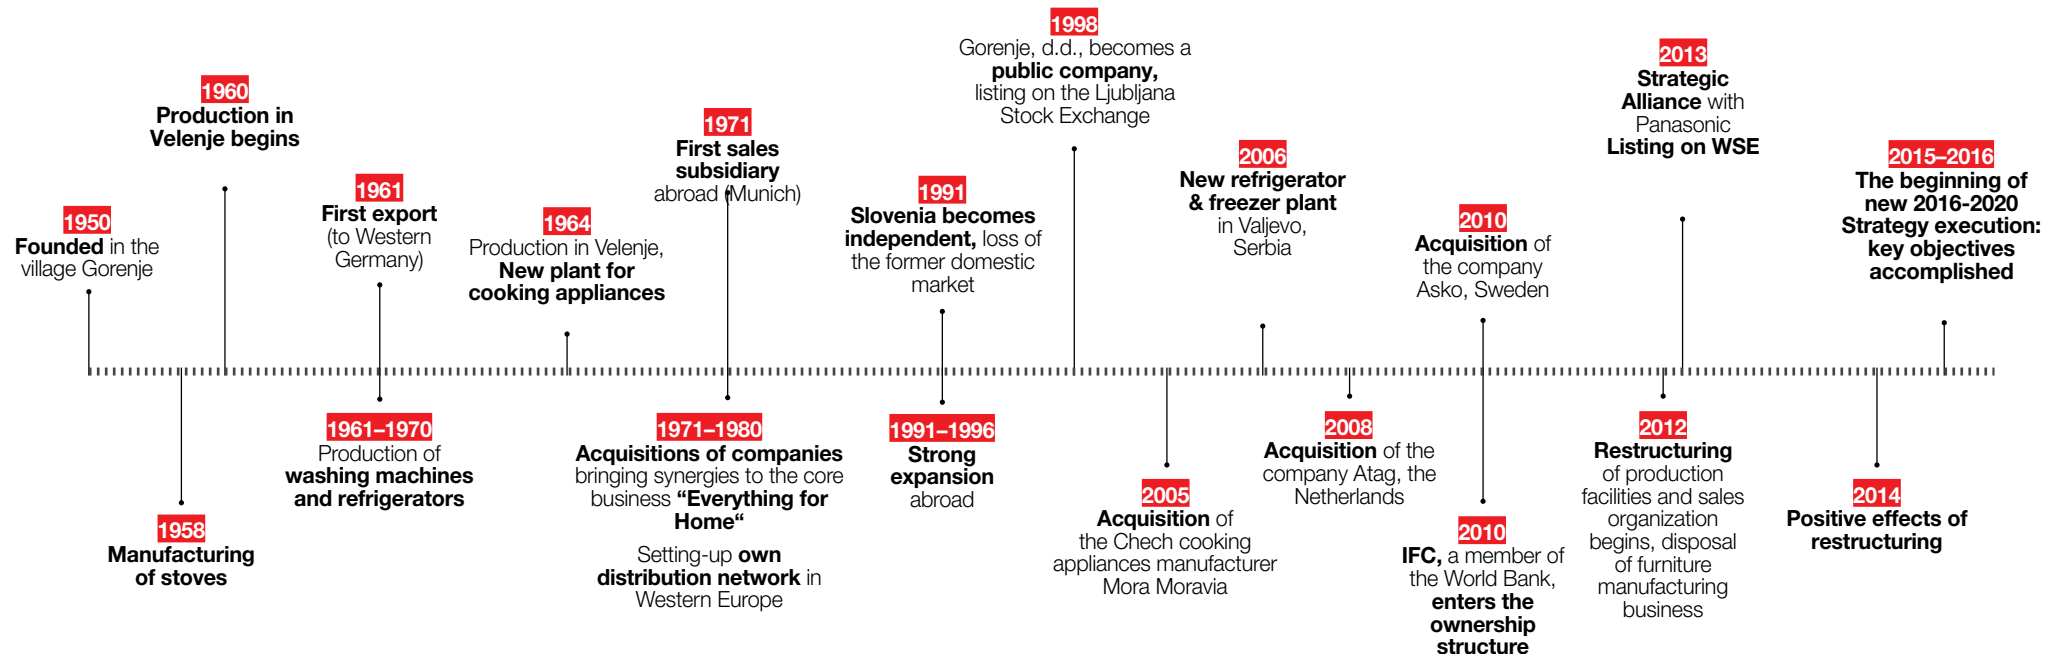 1950
Founded in the
village Gorenje
1958
Manufacturing
of stoves
1960
Production in
Velenje begins
1961
First export
(to Western
Germany)
1961–1970
Production of
washing machines
and refrigerators
1964
Production in Velenje,
New plant for
cooking appliances
1971
First sales
subsidiary
abroad (Munich)
1971–1980
Acquisitions of companies
bringing synergies to the core
business “Everything for
Home“
Setting-up own
distribution network in
Western Europe
1991
Slovenia becomes
independent, loss of
the former domestic
market
1991–1996
Strong
expansion
abroad
1998
Gorenje, d.d., becomes a
public company,
listing on the Ljubljana
Stock Exchange
2005
Acquisition of
the Chech cooking
appliances manufacturer
Mora Moravia
2006
New refrigerator
& freezer plant
in Valjevo,
Serbia
2008
Acquisition of the
company Atag, the
Netherlands
2010
Acquisition of
the company
Asko, Sweden
2010
IFC, a member of
the World Bank,
enters the
ownership
structure
2012
Restructuring
of production
facilities and sales
organization
begins, disposal
of furniture
manufacturing
business
2013
Strategic
Alliance with
Panasonic
Listing on WSE
2014
Positive effects of
restructuring
2015–2016
The beginning of
new 2016-2020
Strategy execution:
key objectives
accomplished